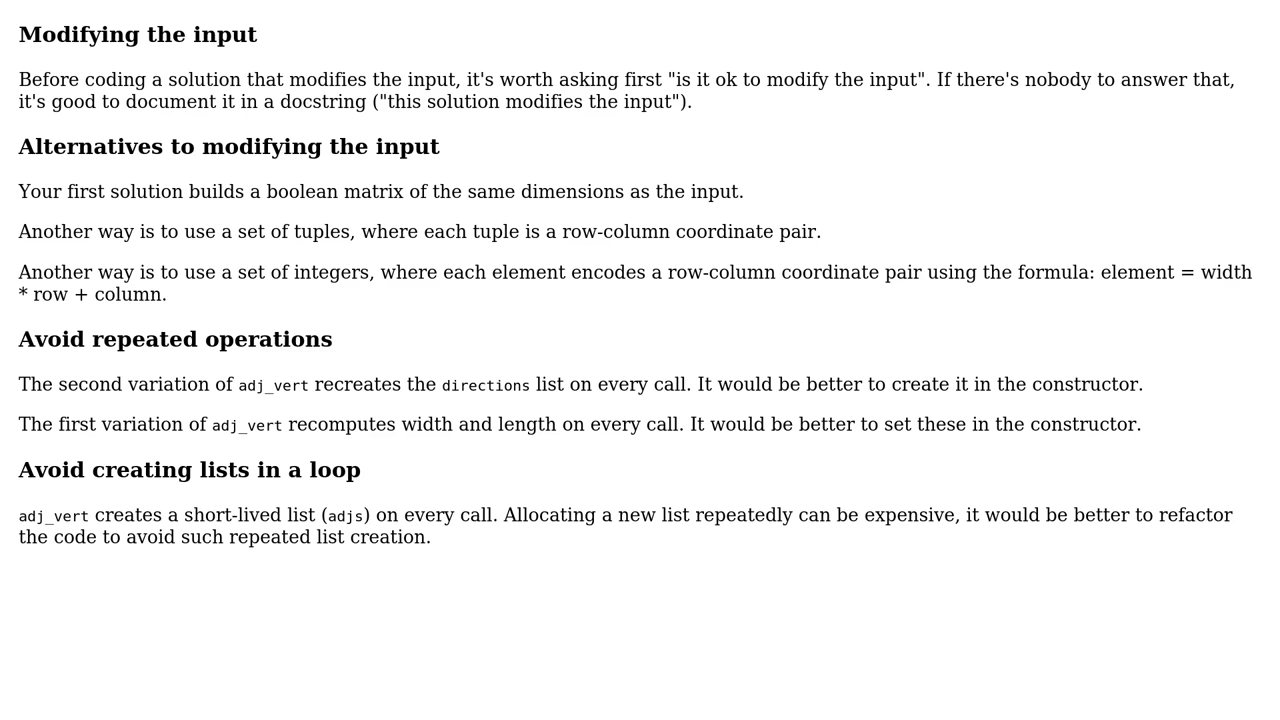 Modifying the input
Before coding a solution that modifies the input, it's worth asking first "is it ok to modify the input". If there's nobody to answer that,
it's good to document it in a docstring ("this solution modifies the input").
Alternatives to modifying the input
Your first solution builds a boolean matrix of the same dimensions as the input.
Another way is to use a set of tuples, where each tuple is a row-column coordinate pair.
Another way is to use a set of integers, where each element encodes a row-column coordinate pair using the formula: element = width
* row + column.
Avoid repeated operations
The second variation of adj_vert recreates the directions list on every call. It would be better to create it in the constructor.
The first variation of adj_vert recomputes width and length on every call. It would be better to set these in the constructor.
Avoid creating lists in a loop
adj_vert creates a short-lived list (adjs) on every call. Allocating a new list repeatedly can be expensive, it would be better to refactor
the code to avoid such repeated list creation.